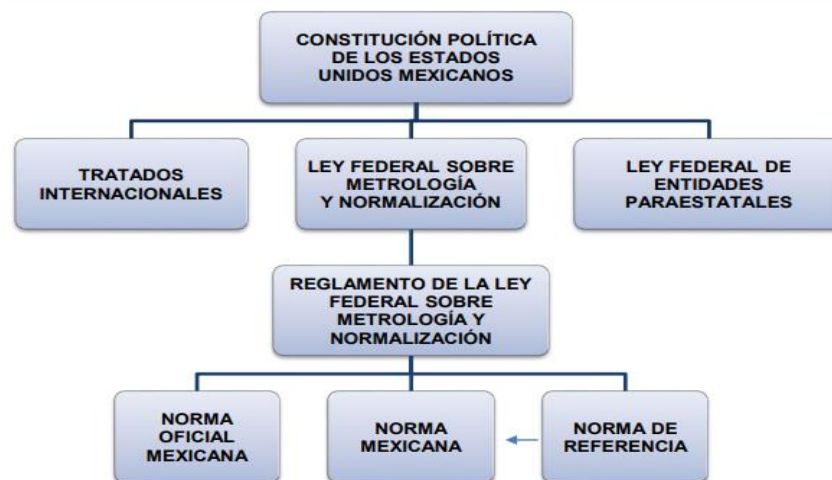 CONSTITUCIÓN POLÍTICA
DE LOS ESTADOS
UNIDOS MEXICANOS
TRATADOS
INTERNACIONALES
LEY FEDERAL SOBRE
METROLOGÍA
Y NORMALIZACIÓN
LEY FEDERAL DE
ENTIDADES
PARAESTATALES
REGLAMENTO DE LA LEY
FEDERAL SOBRE
METROLOGÍA Y
NORMALIZACIÓN
NORMA
OFICIAL
MEXICANA
NORMA
MEXICANA
NORMA DE
REFERENCIA